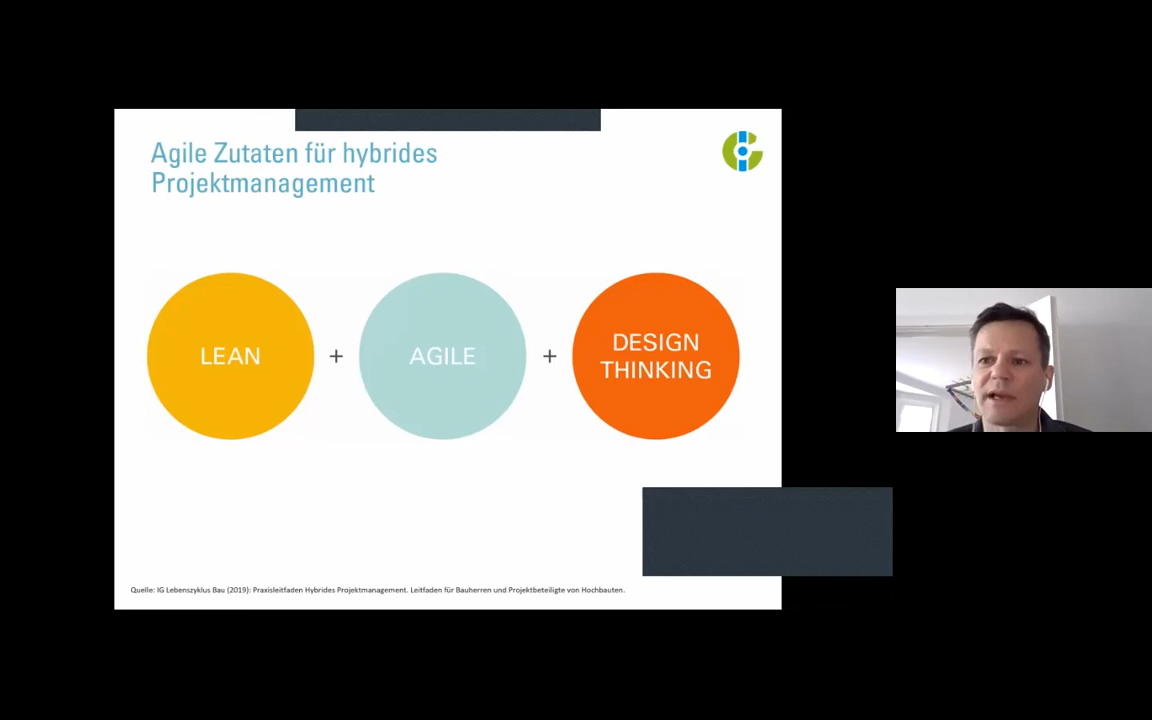 Agile Zutaten für hybrides
Projektmanagement
LEAN
+
AGILE
+
DESIGN
THINKING
Quelle: IG Lebenszyklus Bau (2019): Praxisleitfaden Hybrides Projektmanagement. Leitfaden für Bauherren und Projektbeteiligte von Hochbauten.